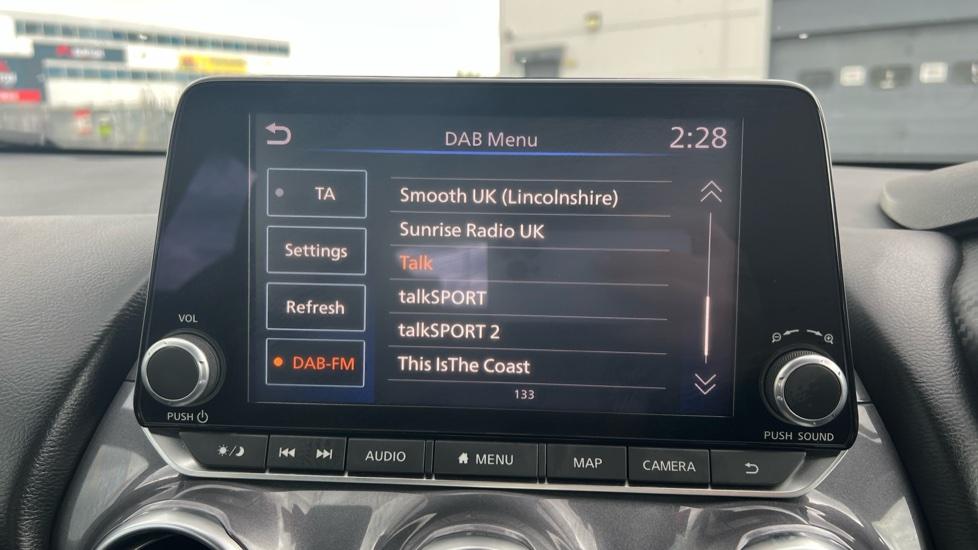 DAB Menu
2:28
TA
Settings
Refresh
DAB-FM
Smooth UK (Lincolnshire)
Sunrise Radio UK
Talk
talkSPORT
talkSPORT 2
This IsThe Coast
133
VOL
PUSH
PUSH SOUND
AUDIO
MENU
MAP
CAMERA